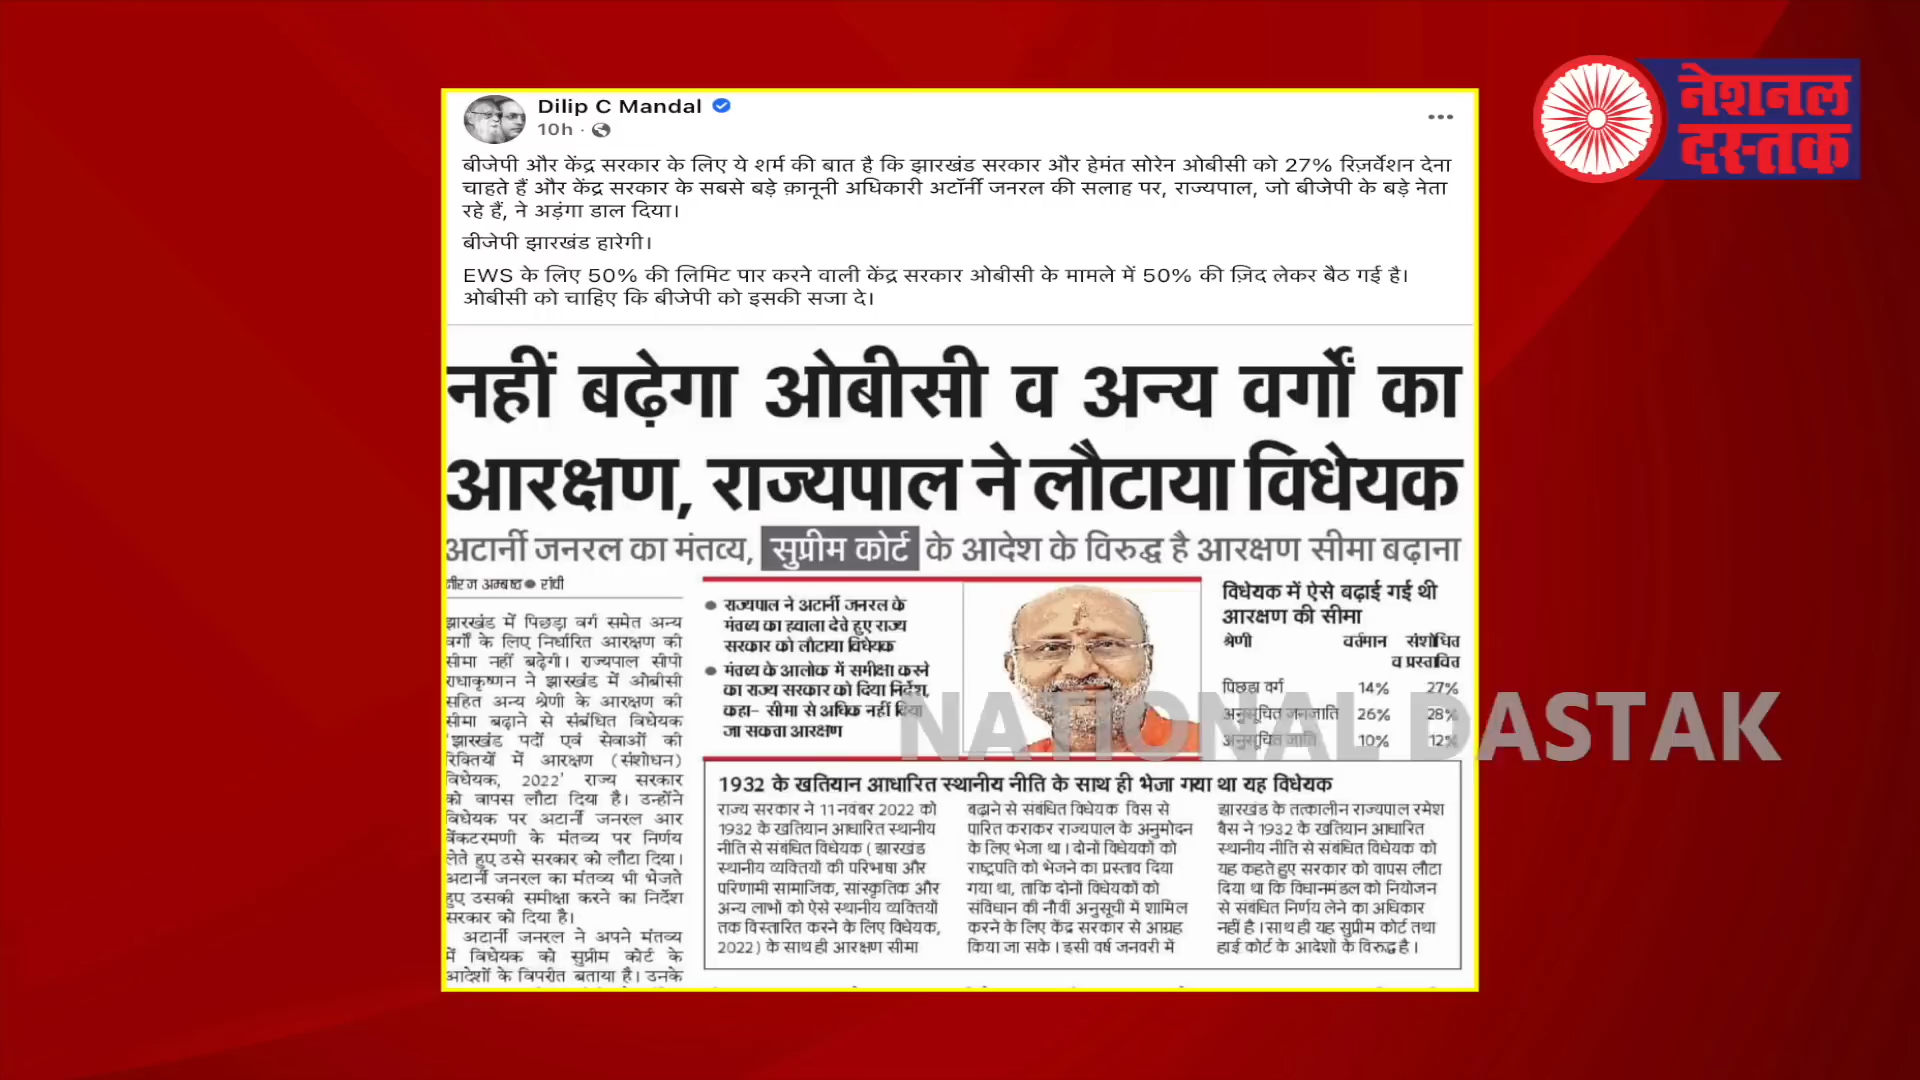 Dilip C Mandal
10h ·
बीजेपी और केंद्र सरकार के लिए ये शर्म की बात है कि झारखंड सरकार और हेमंत सोरेन ओबीसी को 27% रिज़र्वेशन देना
चाहते हैं और केंद्र सरकार के सबसे बड़े क़ानूनी अधिकारी अटॉर्नी जनरल की सलाह पर, राज्यपाल, जो बीजेपी के बड़े नेता
रहे हैं, ने अड़ंगा डाल दिया।
बीजेपी झारखंड हारेगी।
EWS के लिए 50% की लिमिट पार करने वाली केंद्र सरकार ओबीसी के मामले में 50% की ज़िद लेकर बैठ गई है।
ओबीसी को चाहिए कि बीजेपी को इसकी सजा दे।
नेशनल
दस्तक
नहीं बढ़ेगा ओबीसी व अन्य वर्गों का
आरक्षण, राज्यपाल ने लौटाया विधेयक
अटार्नी जनरल का मंतव्य, सुप्रीम कोर्ट के आदेश के विरुद्ध है आरक्षण सीमा बढ़ाना
नीरज अम्बष्ठ ● रांची
झारखंड में पिछड़ा वर्ग समेत अन्य
वर्गों के लिए निर्धारित आरक्षण की
सीमा नहीं बढ़ेगी। राज्यपाल सीपी
राधाकृष्णन ने झारखंड में ओबीसी
सहित अन्य श्रेणी के आरक्षण की
सीमा बढ़ाने से संबंधित विधेयक
'झारखंड पदों एवं सेवाओं की
रिक्तियों में आरक्षण (संशोधन)
विधेयक, 2022' राज्य सरकार
को वापस लौटा दिया है। उन्होंने
विधेयक पर अटार्नी जनरल आर
वेंकटरमणी के मंतव्य पर निर्णय
लेते हुए उसे सरकार को लौटा दिया।
अटार्नी जनरल का मंतव्य भी भेजते
हुए उसकी समीक्षा करने का निर्देश
सरकार को दिया है।
अटार्नी जनरल ने अपने मंतव्य
में विधेयक को सुप्रीम कोर्ट के
आदेशों के विपरीत बताया है। उनके
● राज्यपाल ने अटार्नी जनरल के
मंतव्य का हवाला देते हुए राज्य
सरकार को लौटाया विधेयक
● मंतव्य के आलोक में समीक्षा करने
का राज्य सरकार को दिया निर्देश,
कहा- सीमा से अधिक नहीं दिया
जा सकता आरक्षण
विधेयक में ऐसे बढ़ाई गई थी
आरक्षण की सीमा
श्रेणी वर्तमान संशोधित
व प्रस्तावित
पिछड़ा वर्ग 14% 27%
अनुसूचित जनजाति 26% 28%
अनुसूचित जाति 10% 12%
NATIONAL DASTAK
1932 के खतियान आधारित स्थानीय नीति के साथ ही भेजा गया था यह विधेयक
राज्य सरकार ने 11 नवंबर 2022 को
1932 के खतियान आधारित स्थानीय
नीति से संबंधित विधेयक ( झारखंड
स्थानीय व्यक्तियों की परिभाषा और
परिणामी सामाजिक, सांस्कृतिक और
अन्य लाभों को ऐसे स्थानीय व्यक्तियों
तक विस्तारित करने के लिए विधेयक,
2022) के साथ ही आरक्षण सीमा
बढ़ाने से संबंधित विधेयक विस से
पारित कराकर राज्यपाल के अनुमोदन
के लिए भेजा था। दोनों विधेयकों को
राष्ट्रपति को भेजने का प्रस्ताव दिया
गया था, ताकि दोनों विधेयकों को
संविधान की नौवीं अनुसूची में शामिल
करने के लिए केंद्र सरकार से आग्रह
किया जा सके। इसी वर्ष जनवरी में
झारखंड के तत्कालीन राज्यपाल रमेश
बैस ने 1932 के खतियान आधारित
स्थानीय नीति से संबंधित विधेयक को
यह कहते हुए सरकार को वापस लौटा
दिया था कि विधानमंडल को नियोजन
से संबंधित निर्णय लेने का अधिकार
नहीं है। साथ ही यह सुप्रीम कोर्ट तथा
हाई कोर्ट के आदेशों के विरुद्ध है।